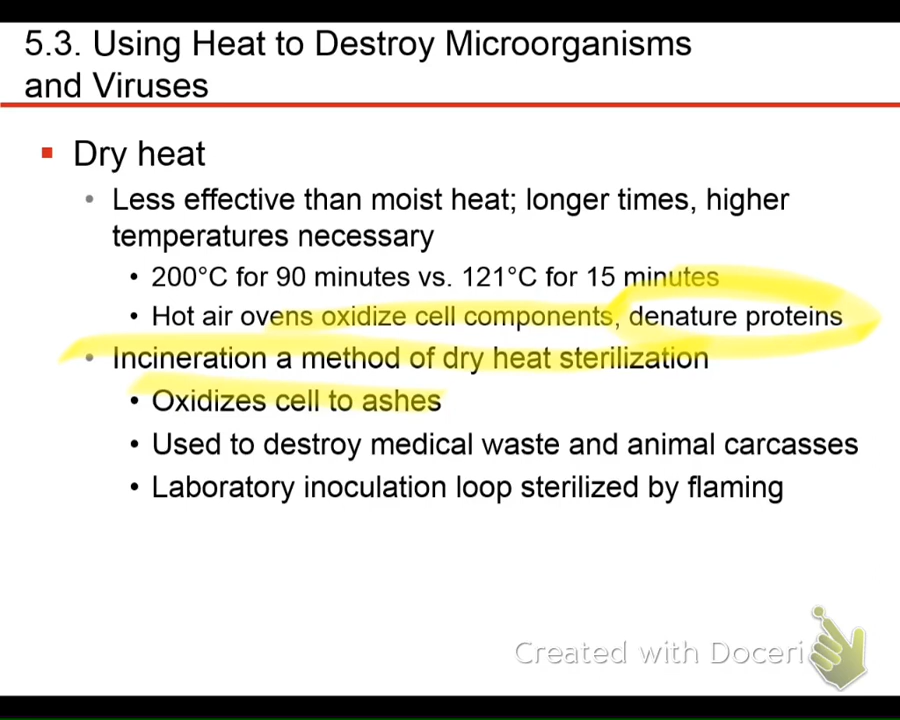 5.3. Using Heat to Destroy Microorganisms
and Viruses
▪ Dry heat
• Less effective than moist heat; longer times, higher
temperatures necessary
• 200°C for 90 minutes vs. 121°C for 15 minutes
• Hot air ovens oxidize cell components, denature proteins
• Incineration a method of dry heat sterilization
• Oxidizes cell to ashes
• Used to destroy medical waste and animal carcasses
• Laboratory inoculation loop sterilized by flaming
Created with Doceri